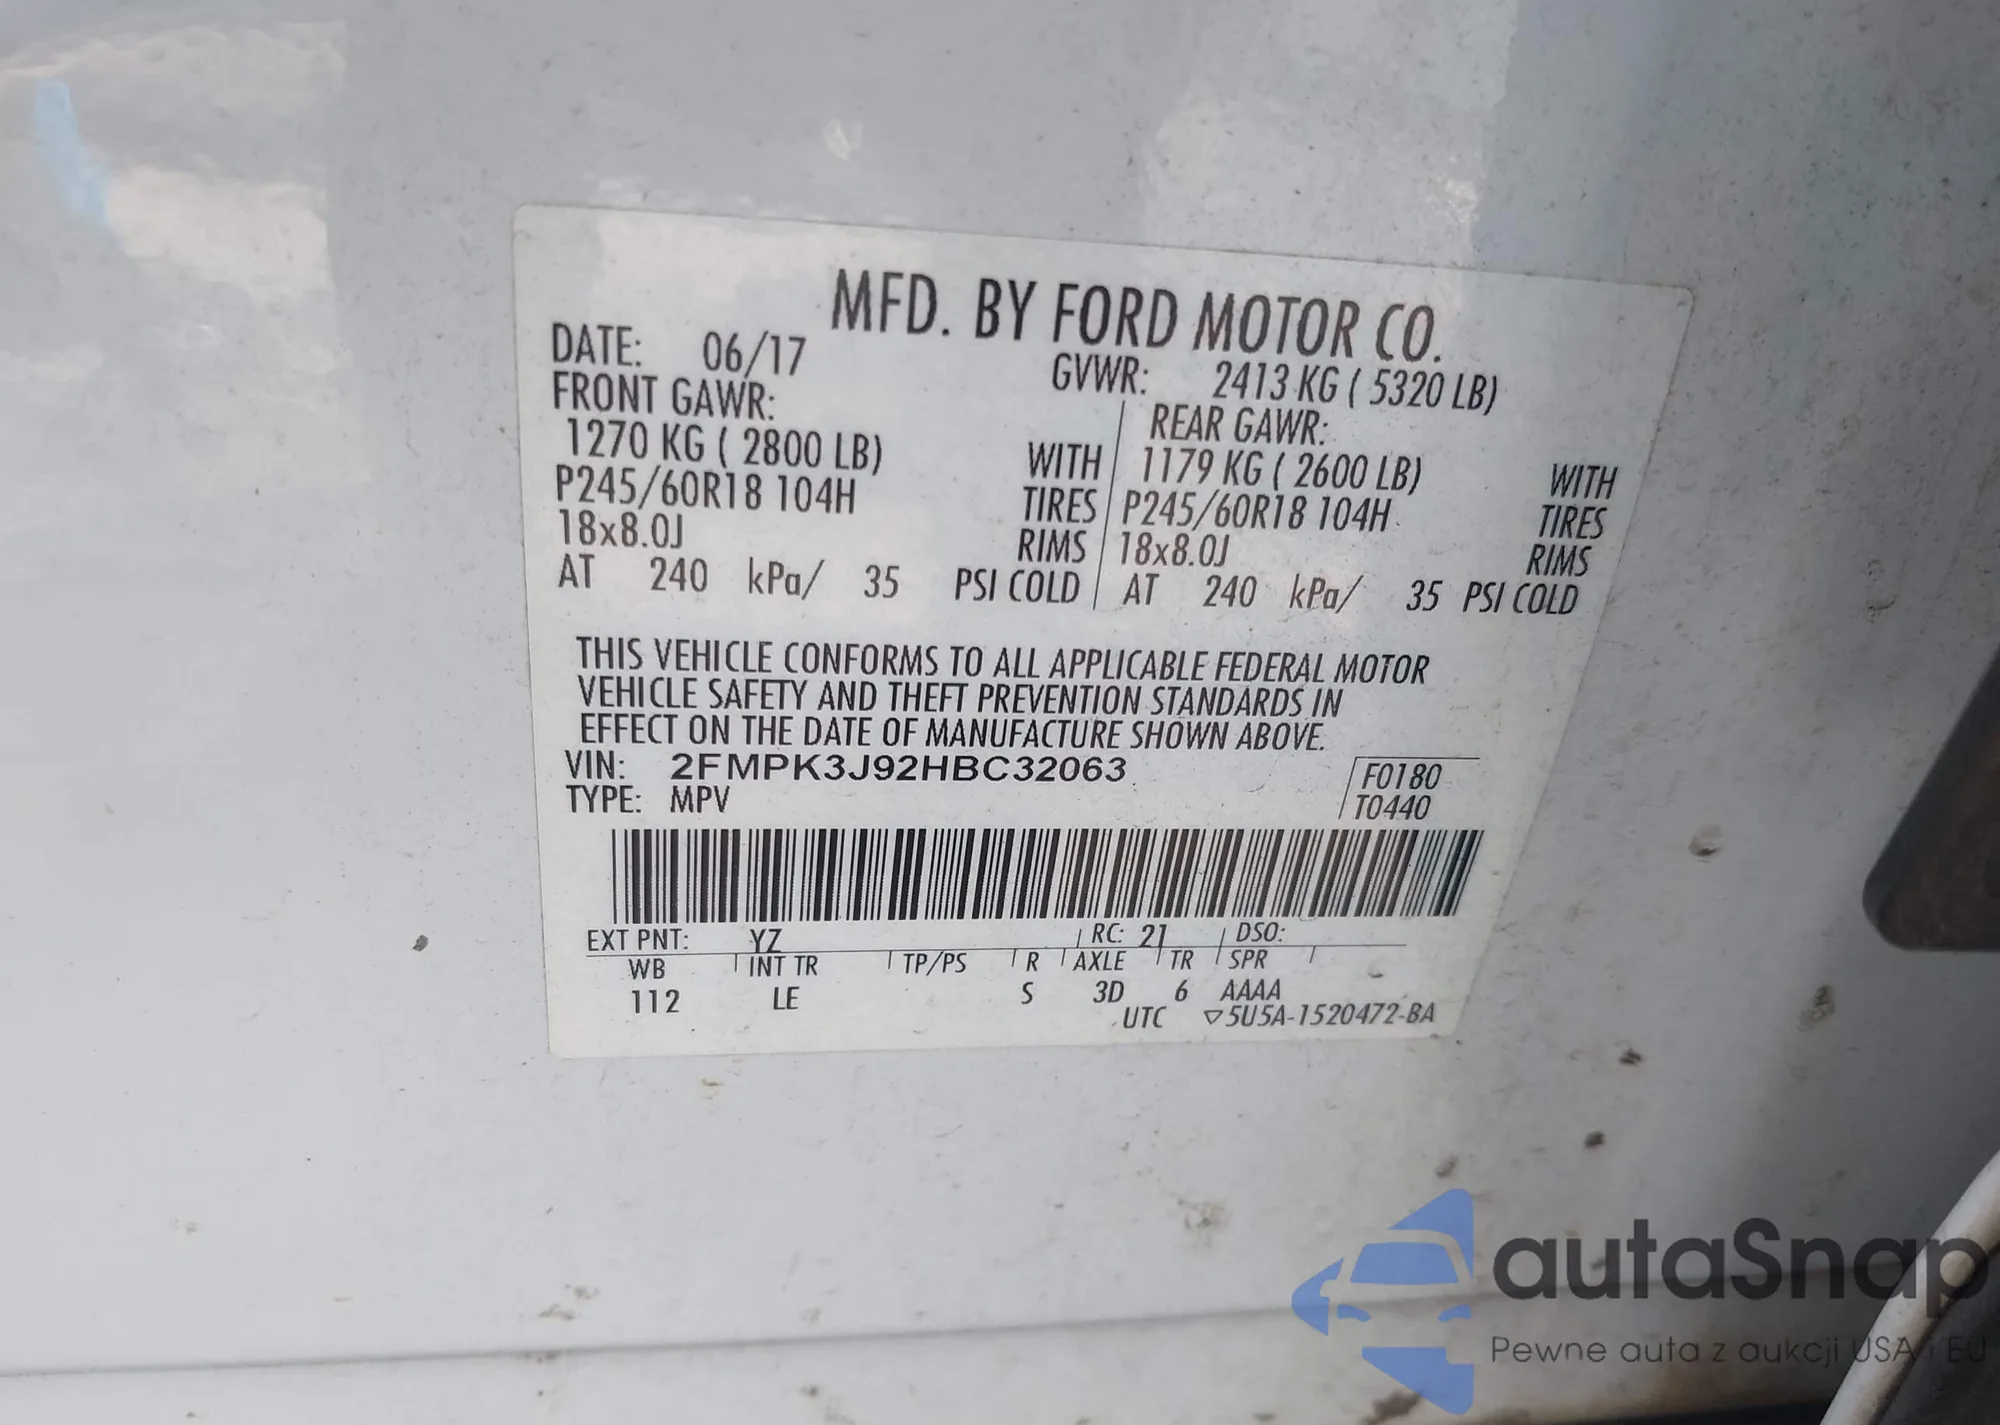 MFD. BY FORD MOTOR CO.
DATE: 06/17 GVWR: 2413 KG ( 5320 LB)
FRONT GAWR: REAR GAWR:
1270 KG ( 2800 LB) WITH 1179 KG ( 2600 LB) WITH
P245/60R18 104H TIRES P245/60R18 104H TIRES
18x8.0J RIMS 18x8.0J RIMS
AT 240 kPa/ 35 PSI COLD AT 240 kPa/ 35 PSI COLD
THIS VEHICLE CONFORMS TO ALL APPLICABLE FEDERAL MOTOR
VEHICLE SAFETY AND THEFT PREVENTION STANDARDS IN
EFFECT ON THE DATE OF MANUFACTURE SHOWN ABOVE.
VIN: 2FMPK3J92HBC32063 F0180
TYPE: MPV T0440
EXT PNT: YZ RC: 21 DSO:
WB INT TR TP/PS R AXLE TR SPR
112 LE S 3D 6 AAAA
UTC ▽5U5A-1520472-BA
autaSnap
Pewne auta z aukcji USA i EU